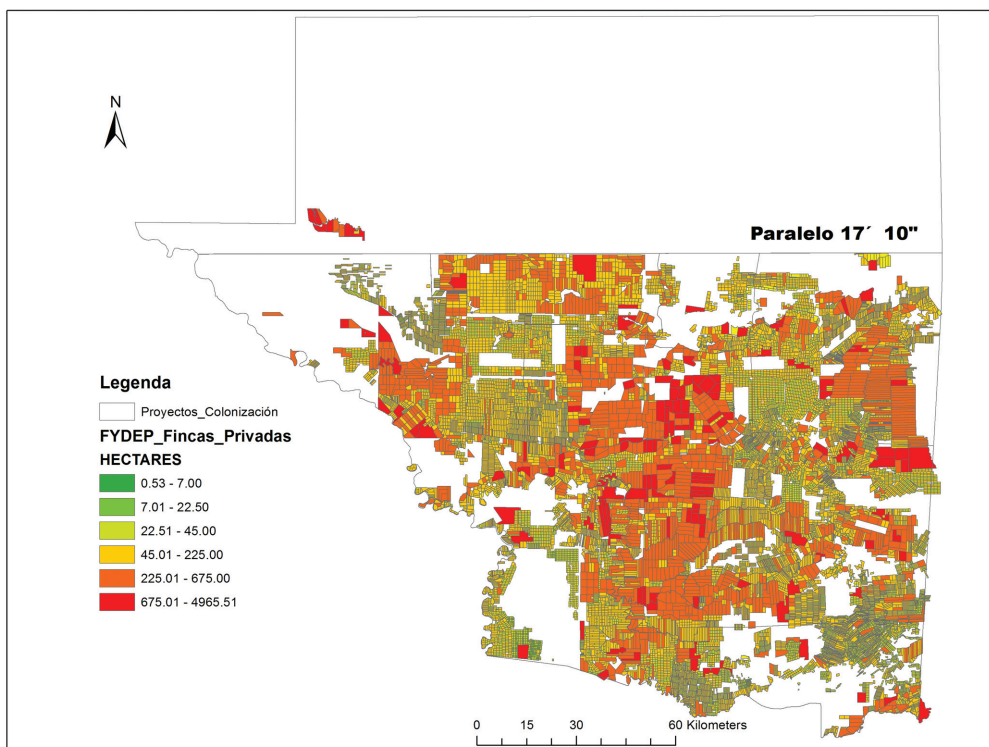 N
Paralelo 17´ 10"
Legenda
Proyectos_Colonización
FYDEP_Fincas_Privadas
HECTARES
0.53 - 7.00
7.01 - 22.50
22.51 - 45.00
45.01 - 225.00
225.01 - 675.00
675.01 - 4965.51
0 15 30 60 Kilometers